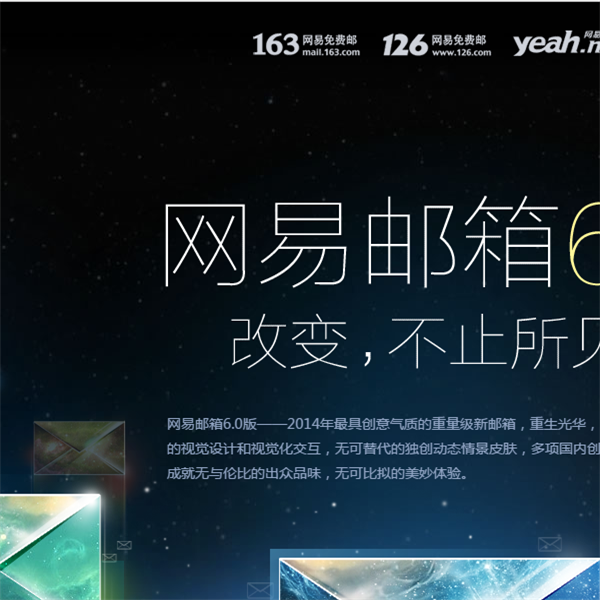 163 网易免费邮
mail.163.com
126 网易免费邮
www.126.com
yeah.
网易邮箱6
改变，不止所见
网易邮箱6.0版——2014年最具创意气质的重量级新邮箱，重生光华，
的视觉设计和视觉化交互，无可替代的独创动态情景皮肤，多项国内创
成就无与伦比的出众品味，无可比拟的美妙体验。